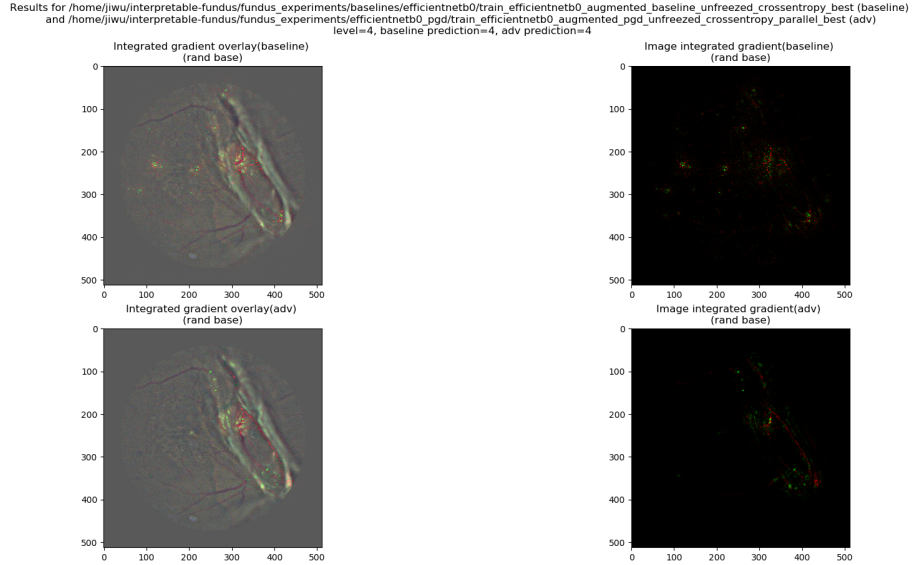 Results for /home/jiwu/interpretable-fundus/fundus_experiments/baselines/efficientnetb0/train_efficientnetb0_augmented_baseline_unfreezed_crossentropy_best (baseline)
and /home/jiwu/interpretable-fundus/fundus_experiments/efficientnetb0_pgd/train_efficientnetb0_augmented_pgd_unfreezed_crossentropy_parallel_best (adv)
level=4, baseline prediction=4, adv prediction=4
Integrated gradient overlay(baseline)
(rand base)
0
100
200
300
400
500
0 100 200 300 400 500
Image integrated gradient(baseline)
(rand base)
0
100
200
300
400
500
0 100 200 300 400 500
Integrated gradient overlay(adv)
(rand base)
0
100
200
300
400
500
0 100 200 300 400 500
Image integrated gradient(adv)
(rand base)
0
100
200
300
400
500
0 100 200 300 400 500